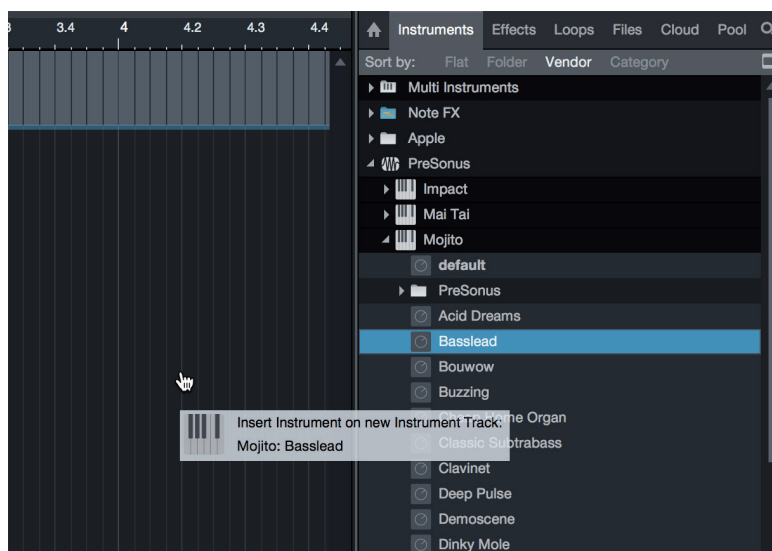 3.4 4 4.2 4.3 4.4
Instruments Effects Loops Files Cloud Pool
Sort by: Flat Folder Vendor Category
Multi Instruments
Note FX
Apple
PreSonus
Impact
Mai Tai
Mojito
default
PreSonus
Acid Dreams
Basslead
Bouwow
Buzzing
Home Organ
Insert Instrument on new Instrument Track:
Classic Subtrabass
Mojito: Basslead
Clavinet
Deep Pulse
Demoscene
Dinky Mole